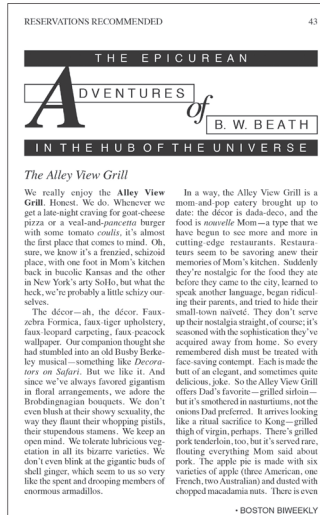 RESERVATIONS RECOMMENDED 43
THE EPICUREAN
ADVENTURES
of
B. W. BEATH
IN THE HUB OF THE UNIVERSE
The Alley View Grill
We really enjoy the Alley View
Grill. Honest. We do. Whenever we
get a late-night craving for goat-cheese
pizza or a veal-and-pancetta burger
with some tomato coulis, it's almost
the first place that comes to mind. Oh,
sure, we know it's a frenzied, schizoid
place, with one foot in Mom's kitchen
back in bucolic Kansas and the other
in New York's arty SoHo, but what the
heck, we're probably a little schizy our-
selves.
The décor—ah, the décor. Faux-
zebra Formica, faux-tiger upholstery,
faux-leopard carpeting, faux-peacock
wallpaper. Our companion thought she
had stumbled into an old Busby Berke-
ley musical—something like Decora-
tors on Safari. But we like it. And
since we've always favored gigantism
in floral arrangements, we adore the
Brobdingnagian bouquets. We don't
even blush at their showy sexuality, the
way they flaunt their whopping pistils,
their stupendous stamens. We keep an
open mind. We tolerate lubricious veg-
etation in all its bizarre varieties. We
don't even blink at the gigantic buds of
shell ginger, which seem to us so very
like the spent and drooping members of
enormous armadillos.
In a way, the Alley View Grill is a
mom-and-pop eatery brought up to
date: the décor is dada-deco, and the
food is nouvelle Mom—a type that we
have begun to see more and more in
cutting-edge restaurants. Restaura-
teurs seem to be savoring anew their
memories of Mom's kitchen. Suddenly
they're nostalgic for the food they ate
before they came to the city, learned to
speak another language, began ridicul-
ing their parents, and tried to hide their
small-town naïveté. They don't serve
up their nostalgia straight, of course; it's
seasoned with the sophistication they've
acquired away from home. So every
remembered dish must be treated with
face-saving contempt. Each is made the
butt of an elegant, and sometimes quite
delicious, joke. So the Alley View Grill
offers Dad's favorite—grilled sirloin—
but it's smothered in nasturtiums, not the
onions Dad preferred. It arrives looking
like a ritual sacrifice to Kong—grilled
thigh of virgin, perhaps. There's grilled
pork tenderloin, too, but it's served rare,
flouting everything Mom said about
pork. The apple pie is made with six
varieties of apple (three American, one
French, two Australian) and dusted with
chopped macadamia nuts. There is even
• BOSTON BIWEEKLY